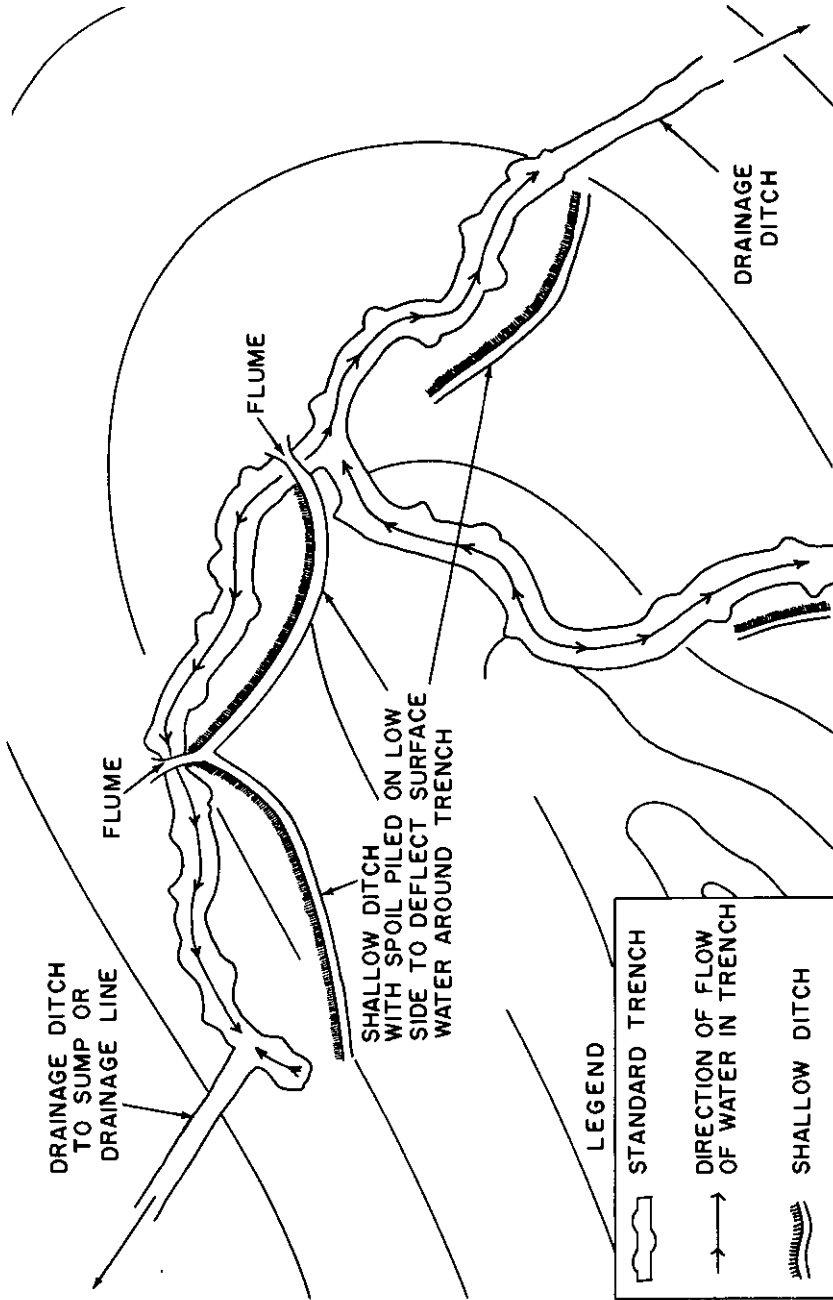 DRAINAGE DITCH
TO SUMP OR
DRAINAGE LINE
FLUME
FLUME
SHALLOW DITCH
WITH SPOIL PILED ON LOW
SIDE TO DEFLECT SURFACE
WATER AROUND TRENCH
DRAINAGE
DITCH
LEGEND
STANDARD TRENCH
DIRECTION OF FLOW
OF WATER IN TRENCH
SHALLOW DITCH